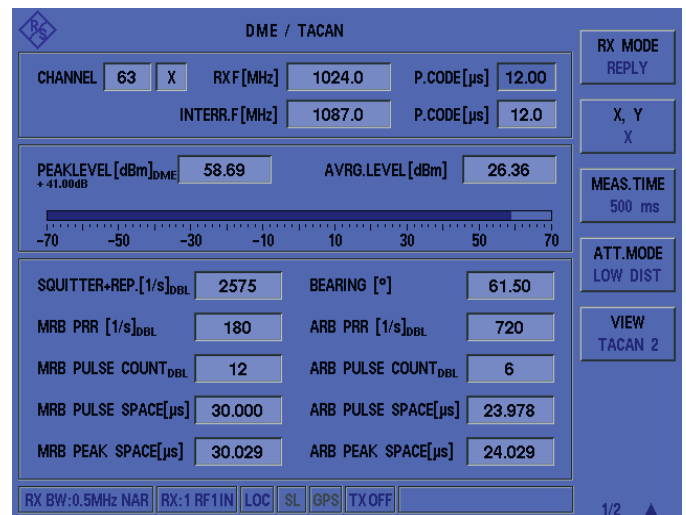 R&S DME / TACAN
CHANNEL 63 X RXF[MHz] 1024.0 P.CODE[µs] 12.00
INTERR.F[MHz] 1087.0 P.CODE[µs] 12.0
PEAKLEVEL[dBm]DME 58.69 AVRG.LEVEL[dBm] 26.36
+ 41.00dB
-70 -50 -30 -10 10 30 50 70
SQUITTER+REP.[1/s]DBL 2575 BEARING [°] 61.50
MRB PRR [1/s]DBL 180 ARB PRR [1/s]DBL 720
MRB PULSE COUNTDBL 12 ARB PULSE COUNTDBL 6
MRB PULSE SPACE[µs] 30.000 ARB PULSE SPACE[µs] 23.978
MRB PEAK SPACE[µs] 30.029 ARB PEAK SPACE[µs] 24.029
RX BW:0.5MHz NAR RX:1 RF1IN LOC SL GPS TX OFF
RX MODE
REPLY
X, Y
X
MEAS.TIME
500 ms
ATT.MODE
LOW DIST
VIEW
TACAN 2
1/2 ▲